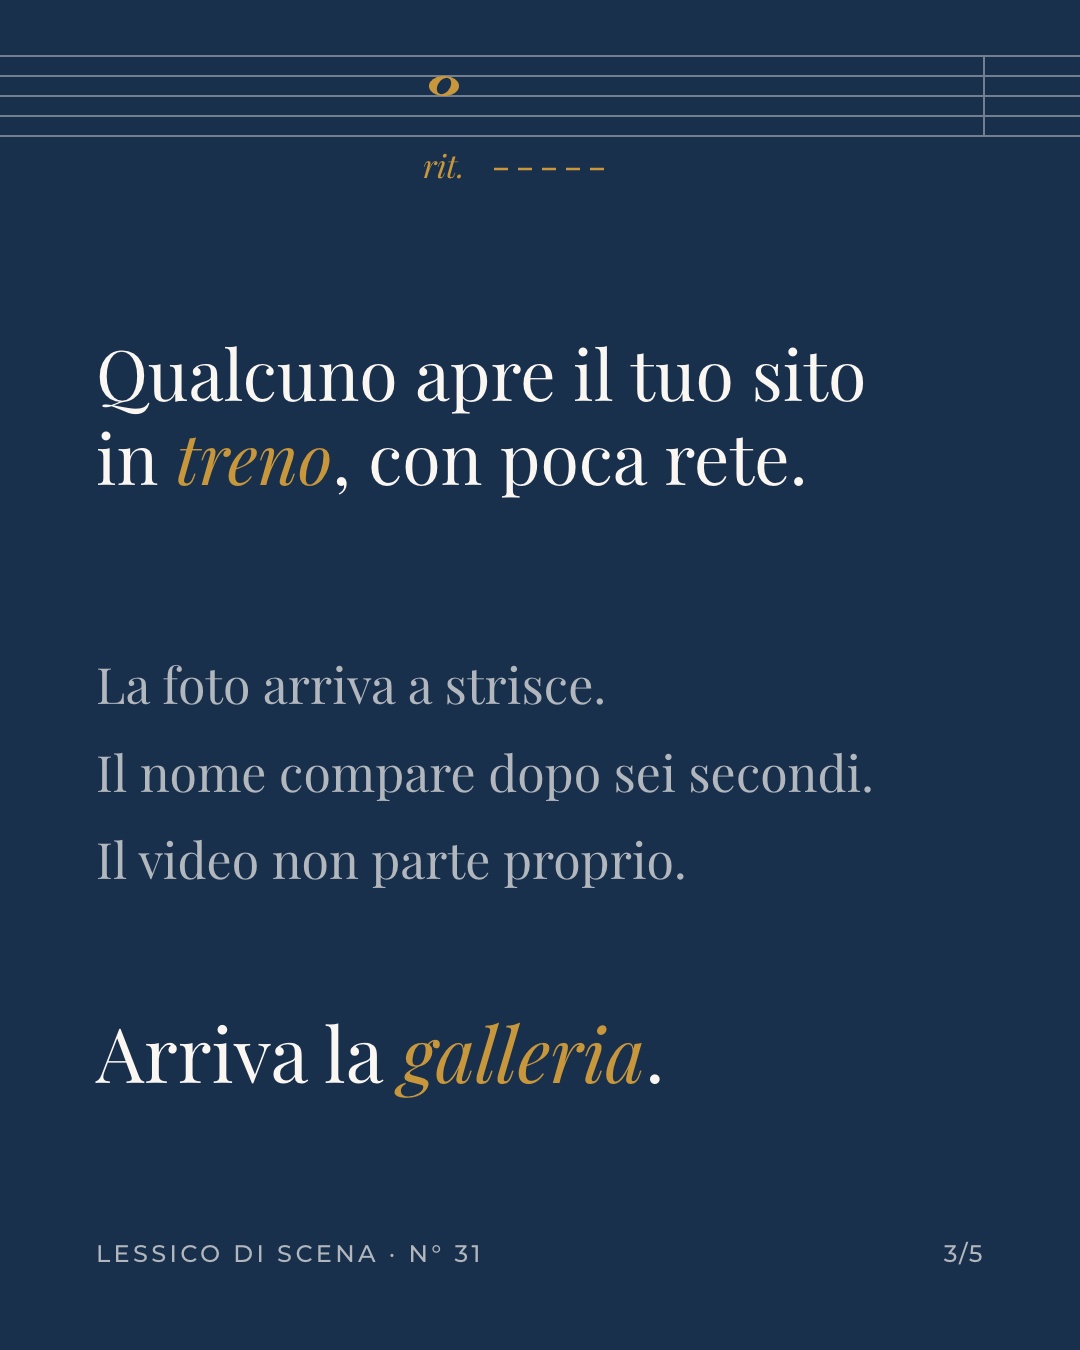 rit. -----
Qualcuno apre il tuo sito
in treno, con poca rete.
La foto arriva a strisce.
Il nome compare dopo sei secondi.
Il video non parte proprio.
Arriva la galleria.
LESSICO DI SCENA · N° 31
3/5